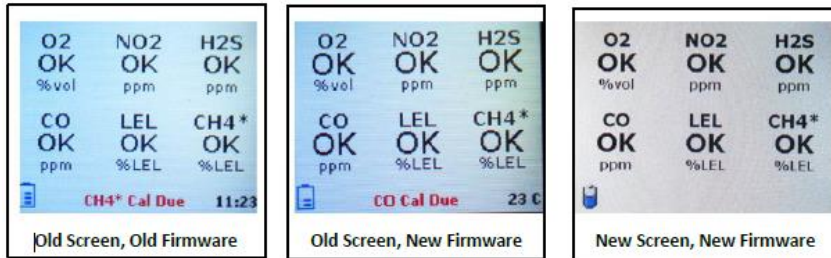 O2 NO2 H2S
OK OK OK
%vol ppm ppm
CO LEL CH4*
OK OK OK
ppm %LEL %LEL
CH4* Cal Due 11:23
Old Screen, Old Firmware
O2 NO2 H2S
OK OK OK
%vol ppm ppm
CO LEL CH4*
OK OK OK
ppm %LEL %LEL
CO Cal Due 23 C
Old Screen, New Firmware
O2 NO2 H2S
OK OK OK
%vol ppm ppm
CO LEL CH4*
OK OK OK
ppm %LEL %LEL
New Screen, New Firmware